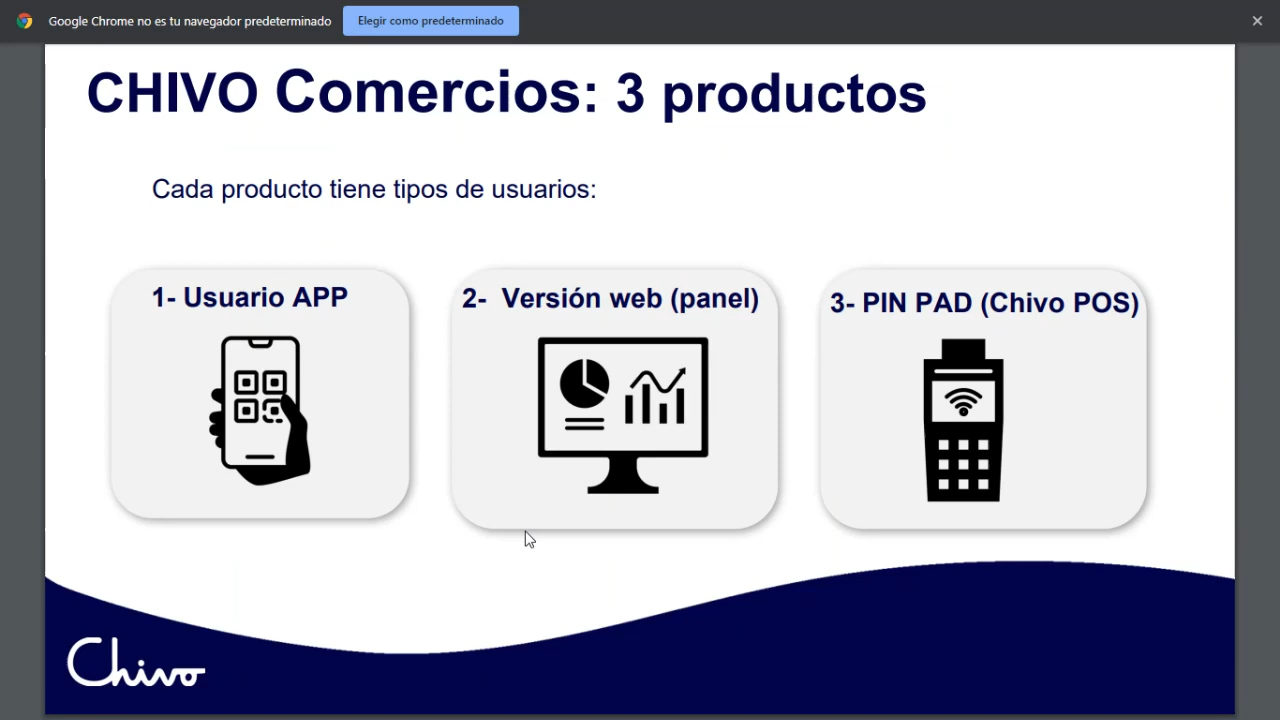 Google Chrome no es tu navegador predeterminado
Elegir como predeterminado
CHIVO Comercios: 3 productos
Cada producto tiene tipos de usuarios:
1- Usuario APP
2- Versión web (panel)
3- PIN PAD (Chivo POS)
Chivo